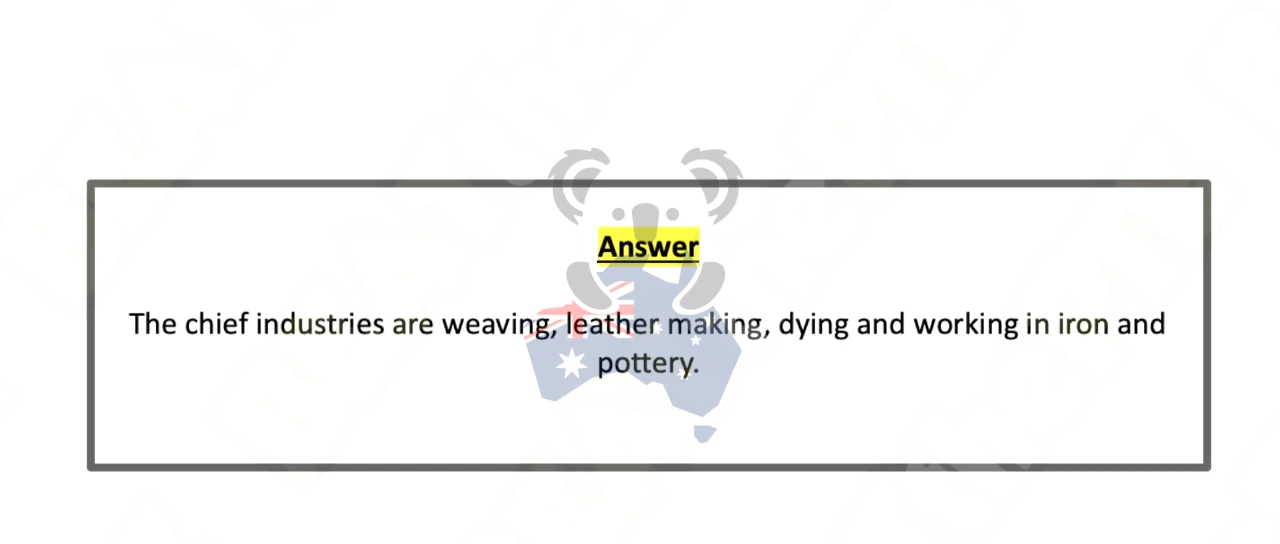 Answer
The chief industries are weaving, leather making, dying and working in iron and
pottery.